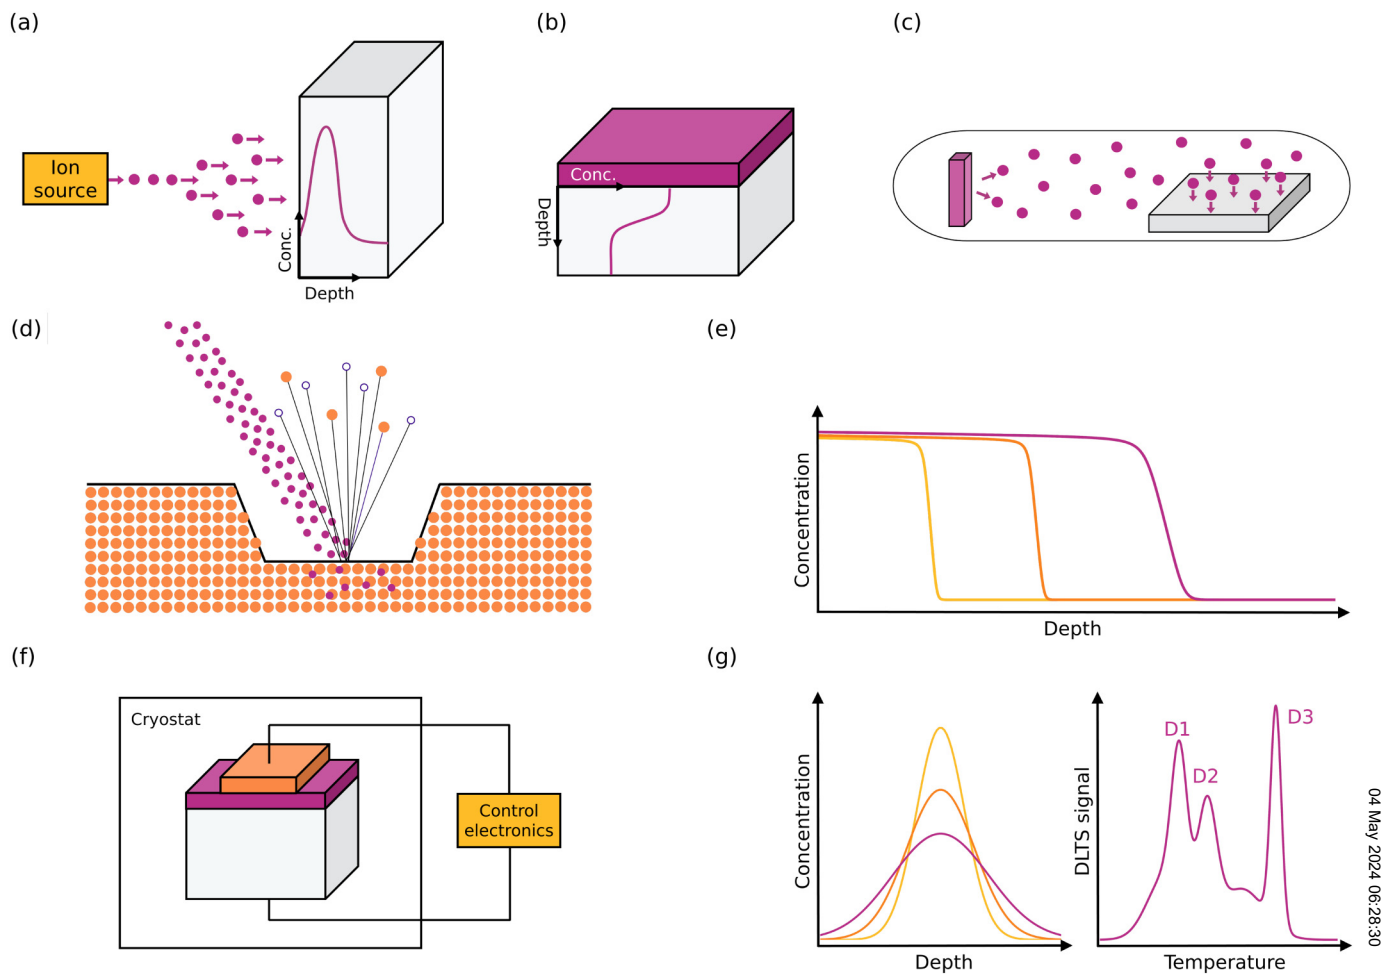 (a)
Ion
source
Conc.
Depth
(b)
Conc.
Depth
(c)
(d)
(e)
Concentration
Depth
(f)
Cryostat
Control
electronics
(g)
Concentration
Depth
DLTS signal
D1
D2
D3
Temperature
04 May 2024 06:28:30